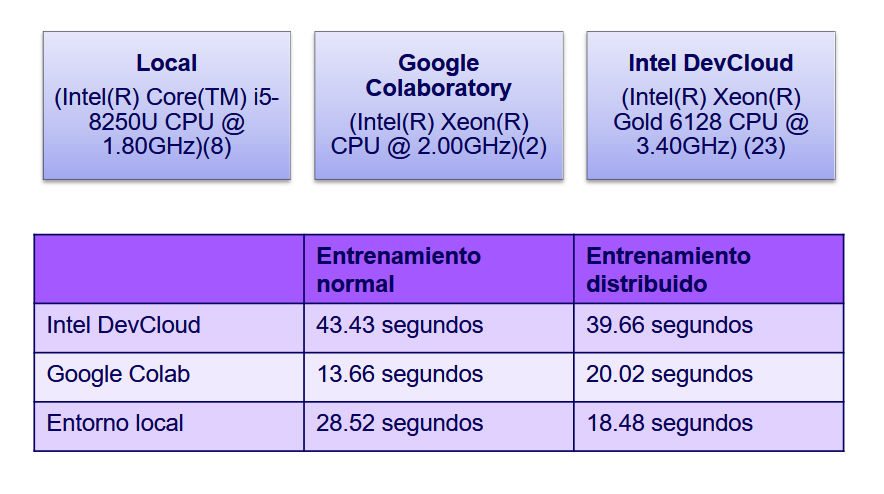 Local
(Intel(R) Core(TM) i5-
8250U CPU @
1.80GHz)(8)
Google
Colaboratory
(Intel(R) Xeon(R)
CPU @ 2.00GHz)(2)
Intel DevCloud
(Intel(R) Xeon(R)
Gold 6128 CPU @
3.40GHz) (23)
Entrenamiento
normal
Entrenamiento
distribuido
Intel DevCloud 43.43 segundos 39.66 segundos
Google Colab 13.66 segundos 20.02 segundos
Entorno local 28.52 segundos 18.48 segundos